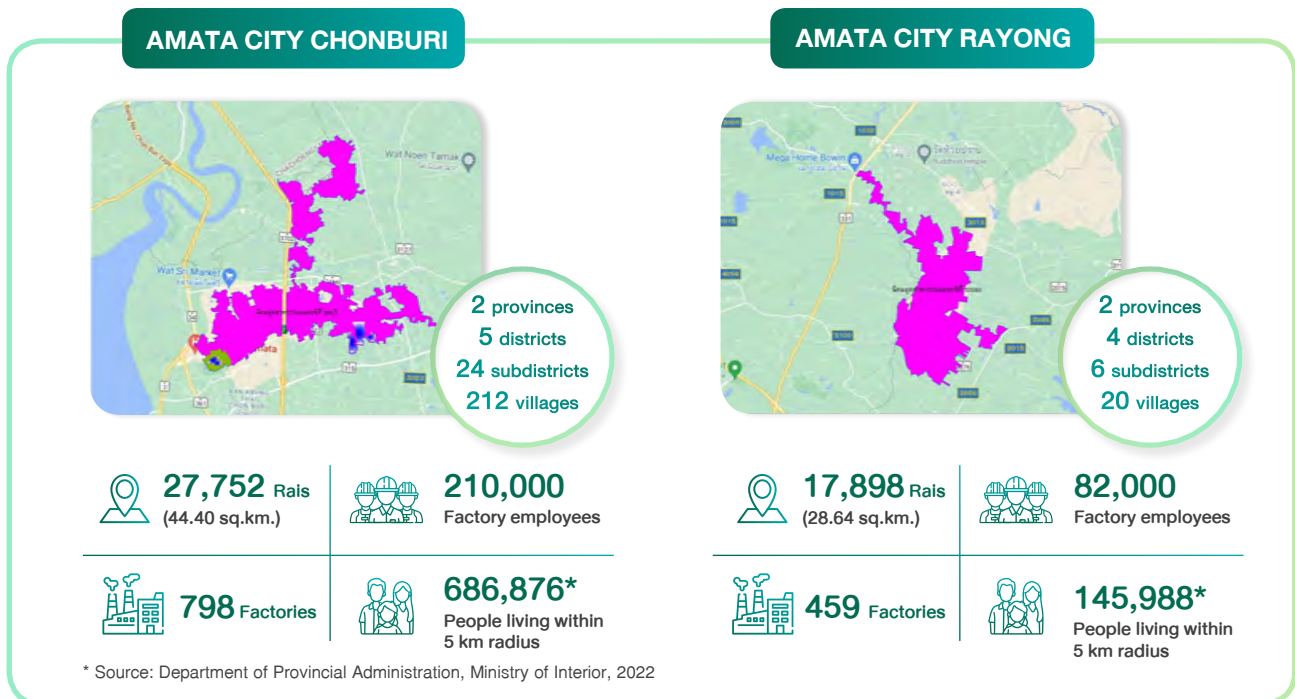 AMATA CITY CHONBURI
Wat Noen Tamak
Wat Sri Market
2 provinces
5 districts
24 subdistricts
212 villages
27,752 Rais
(44.40 sq.km.)
210,000
Factory employees
798 Factories
686,876*
People living within
5 km radius
AMATA CITY RAYONG
Mega Home Bowin
331
2 provinces
4 districts
6 subdistricts
20 villages
17,898 Rais
(28.64 sq.km.)
82,000
Factory employees
459 Factories
145,988*
People living within
5 km radius
* Source: Department of Provincial Administration, Ministry of Interior, 2022